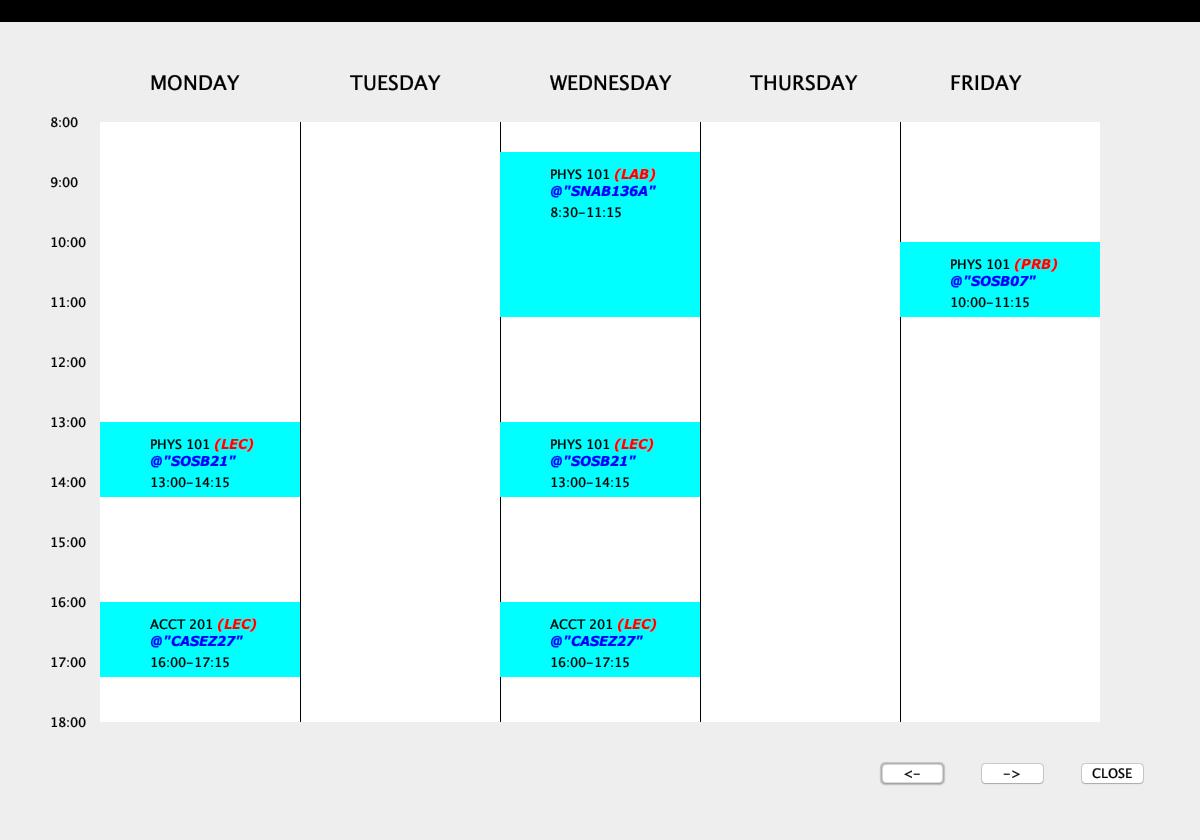 MONDAY TUESDAY WEDNESDAY THURSDAY FRIDAY
8:00
PHYS 101 (LAB)
@"SNAB136A"
8:30-11:15
9:00
10:00
PHYS 101 (PRB)
@"SOSB07"
10:00-11:15
11:00
12:00
13:00
PHYS 101 (LEC)
@"SOSB21"
13:00-14:15
PHYS 101 (LEC)
@"SOSB21"
13:00-14:15
14:00
15:00
16:00
ACCT 201 (LEC)
@"CASEZ27"
16:00-17:15
ACCT 201 (LEC)
@"CASEZ27"
16:00-17:15
17:00
18:00
<- -> CLOSE